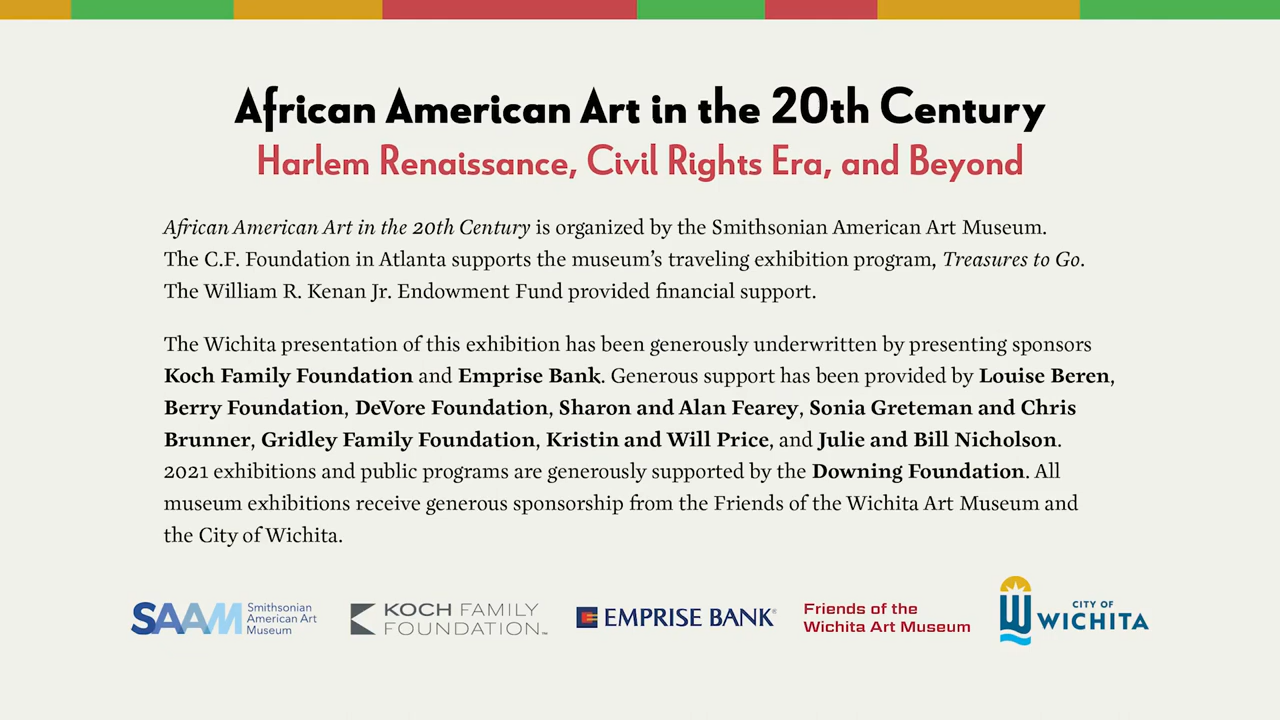 African American Art in the 20th Century
Harlem Renaissance, Civil Rights Era, and Beyond
African American Art in the 20th Century is organized by the Smithsonian American Art Museum.
The C.F. Foundation in Atlanta supports the museum’s traveling exhibition program, Treasures to Go.
The William R. Kenan Jr. Endowment Fund provided financial support.
The Wichita presentation of this exhibition has been generously underwritten by presenting sponsors
Koch Family Foundation and Emprise Bank. Generous support has been provided by Louise Beren,
Berry Foundation, DeVore Foundation, Sharon and Alan Fearey, Sonia Greteman and Chris
Brunner, Gridley Family Foundation, Kristin and Will Price, and Julie and Bill Nicholson.
2021 exhibitions and public programs are generously supported by the Downing Foundation. All
museum exhibitions receive generous sponsorship from the Friends of the Wichita Art Museum and
the City of Wichita.
SAAM
Smithsonian
American Art
Museum
KOCH FAMILY
FOUNDATION™
EMPRISE BANK®
Friends of the
Wichita Art Museum
CITY OF
WICHITA